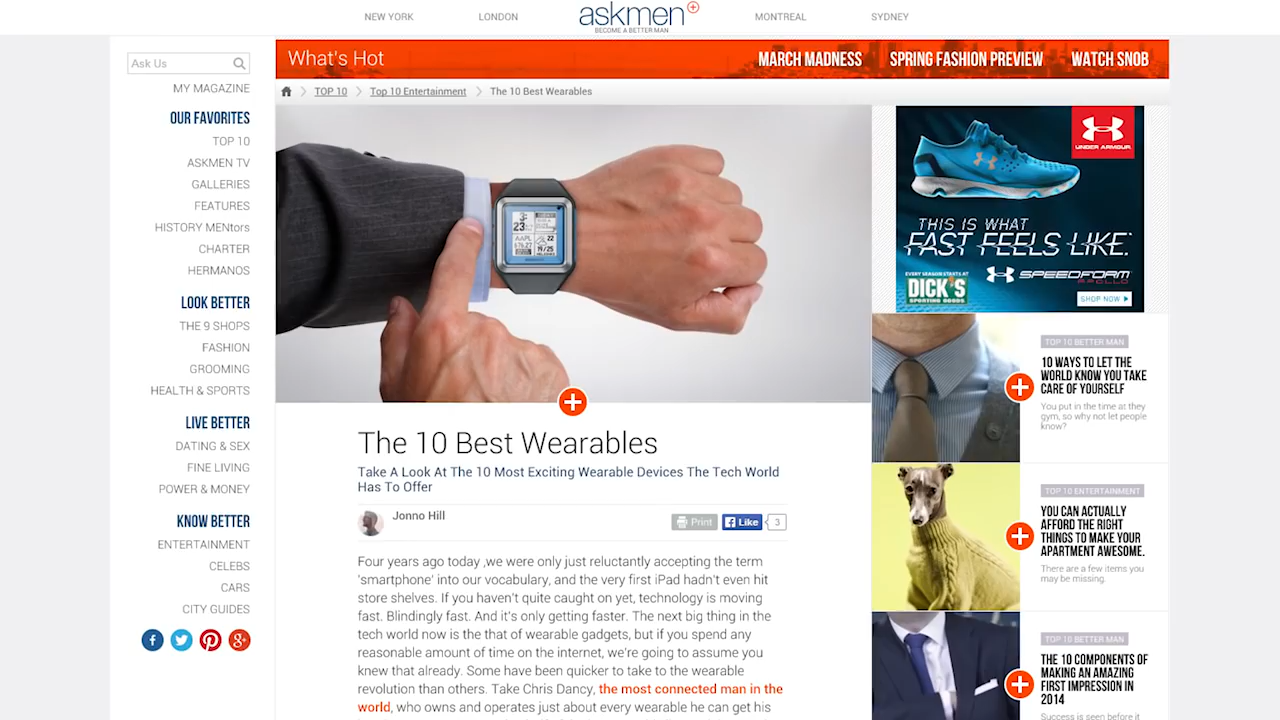 NEW YORK
LONDON
askmen
BECOME A BETTER MAN
MONTREAL
SYDNEY
Ask Us
MY MAGAZINE
OUR FAVORITES
TOP 10
ASKMEN TV
GALLERIES
FEATURES
HISTORY MENtors
CHARTER
HERMANOS
LOOK BETTER
THE 9 SHOPS
FASHION
GROOMING
HEALTH & SPORTS
LIVE BETTER
DATING & SEX
FINE LIVING
POWER & MONEY
KNOW BETTER
ENTERTAINMENT
CELEBS
CARS
CITY GUIDES
What's Hot
MARCH MADNESS
SPRING FASHION PREVIEW
WATCH SNOB
TOP 10
Top 10 Entertainment
The 10 Best Wearables
23
AAPL
The 10 Best Wearables
Take A Look At The 10 Most Exciting Wearable Devices The Tech World
Has To Offer
Jonno Hill
Print
Like
3
Four years ago today ,we were only just reluctantly accepting the term
'smartphone' into our vocabulary, and the very first iPad hadn't even hit
store shelves. If you haven't quite caught on yet, technology is moving
fast. Blindingly fast. And it's only getting faster. The next big thing in the
tech world now is the that of wearable gadgets, but if you spend any
reasonable amount of time on the internet, we're going to assume you
knew that already. Some have been quicker to take to the wearable
revolution than others. Take Chris Dancy, the most connected man in the
world, who owns and operates just about every wearable he can get his
UNDER ARMOUR
THIS IS WHAT
FAST FEELS LIKE.
EVERY SEASON STARTS AT
DICK'S
SPORTING GOODS
SPEEDFORM
APOLLO
SHOP NOW
TOP 10 BETTER MAN
10 WAYS TO LET THE
WORLD KNOW YOU TAKE
CARE OF YOURSELF
You put in the time at they
gym, so why not let people
know?
TOP 10 ENTERTAINMENT
YOU CAN ACTUALLY
AFFORD THE RIGHT
THINGS TO MAKE YOUR
APARTMENT AWESOME.
There are a few items you
may be missing.
TOP 10 BETTER MAN
THE 10 COMPONENTS OF
MAKING AN AMAZING
FIRST IMPRESSION IN
2014
Success is seen before it